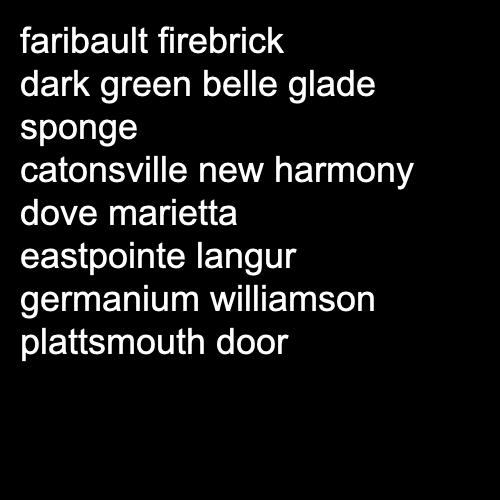 faribault firebrick
dark green belle glade
sponge
catonsville new harmony
dove marietta
eastpointe langur
germanium williamson
plattsmouth door